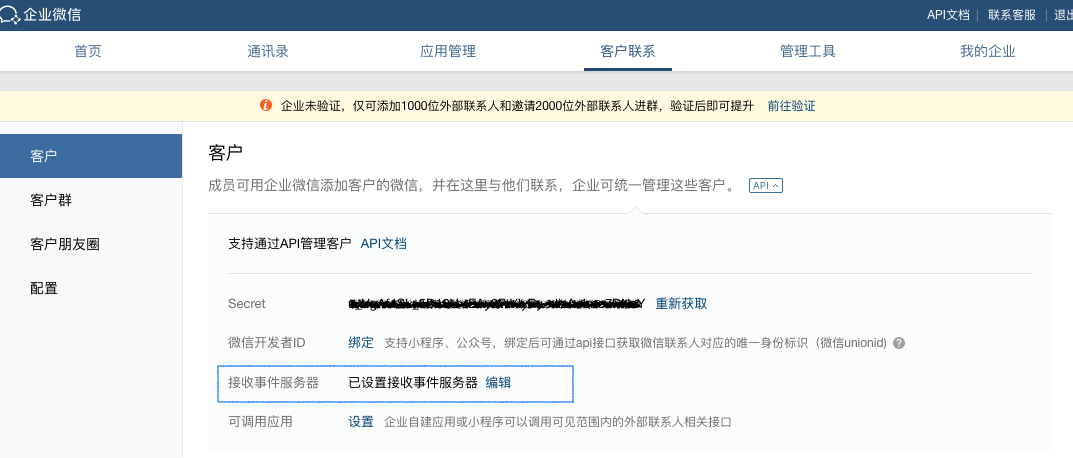 企业微信
API文档 联系客服
首页 通讯录 应用管理 客户联系 管理工具 我的企业
企业未验证，仅可添加1000位外部联系人和邀请2000位外部联系人进群，验证后即可提升 前往验证
客户
客户群
客户朋友圈
配置
客户
成员可用企业微信添加客户的微信，并在这里与他们联系，企业可统一管理这些客户。 API
支持通过API管理客户 API文档
Secret 重新获取
微信开发者ID 绑定 支持小程序、公众号，绑定后可通过api接口获取微信联系人对应的唯一身份标识（微信unionid)
接收事件服务器 已设置接收事件服务器 编辑
可调用应用 设置 企业自建应用或小程序可以调用可见范围内的外部联系人相关接口